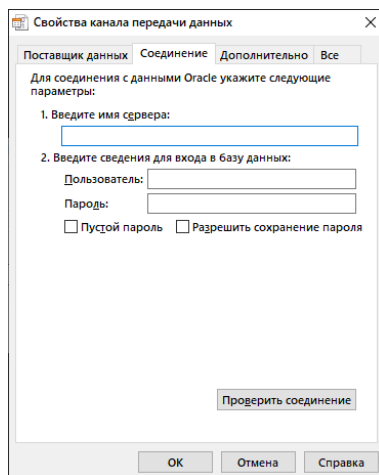 Свойства канала передачи данных
Поставщик данных Соединение Дополнительно Все
Для соединения с данными Oracle укажите следующие
параметры:
1. Введите имя сервера:
2. Введите сведения для входа в базу данных:
Пользователь:
Пароль:
Пустой пароль Разрешить сохранение пароля
Проверить соединение
ОК Отмена Справка